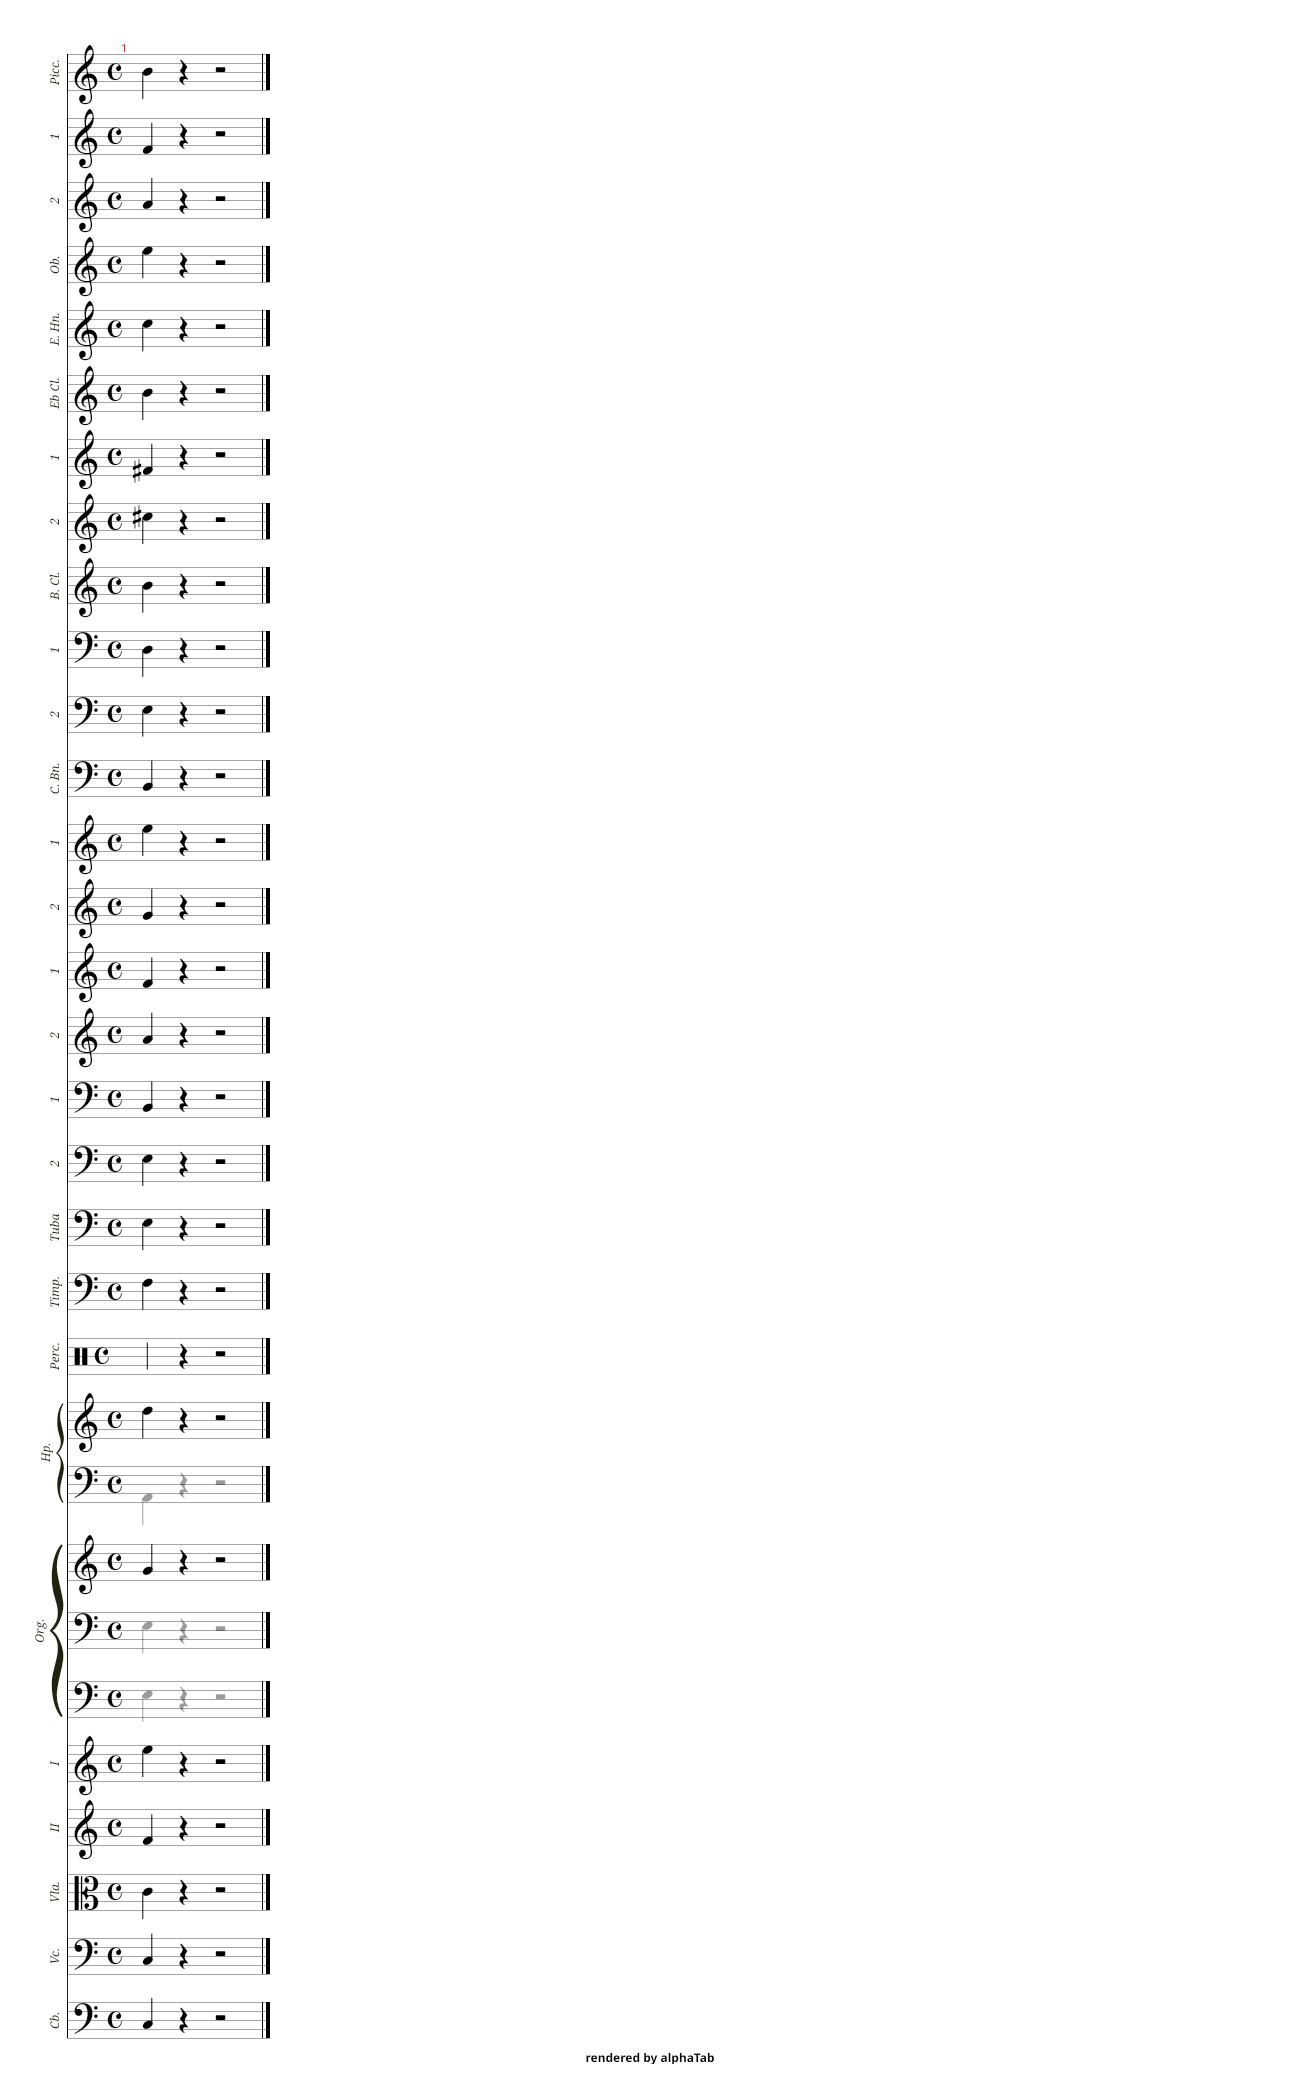 1
Picc.
1
2
Ob.
E. Hn.
Eb Cl.
1
2
B. Cl.
1
2
C. Bn.
1
2
1
2
1
2
Tuba
Timp.
Perc.
Hp.
Org.
I
II
Vla.
Vc.
Cb.
rendered by alphaTab